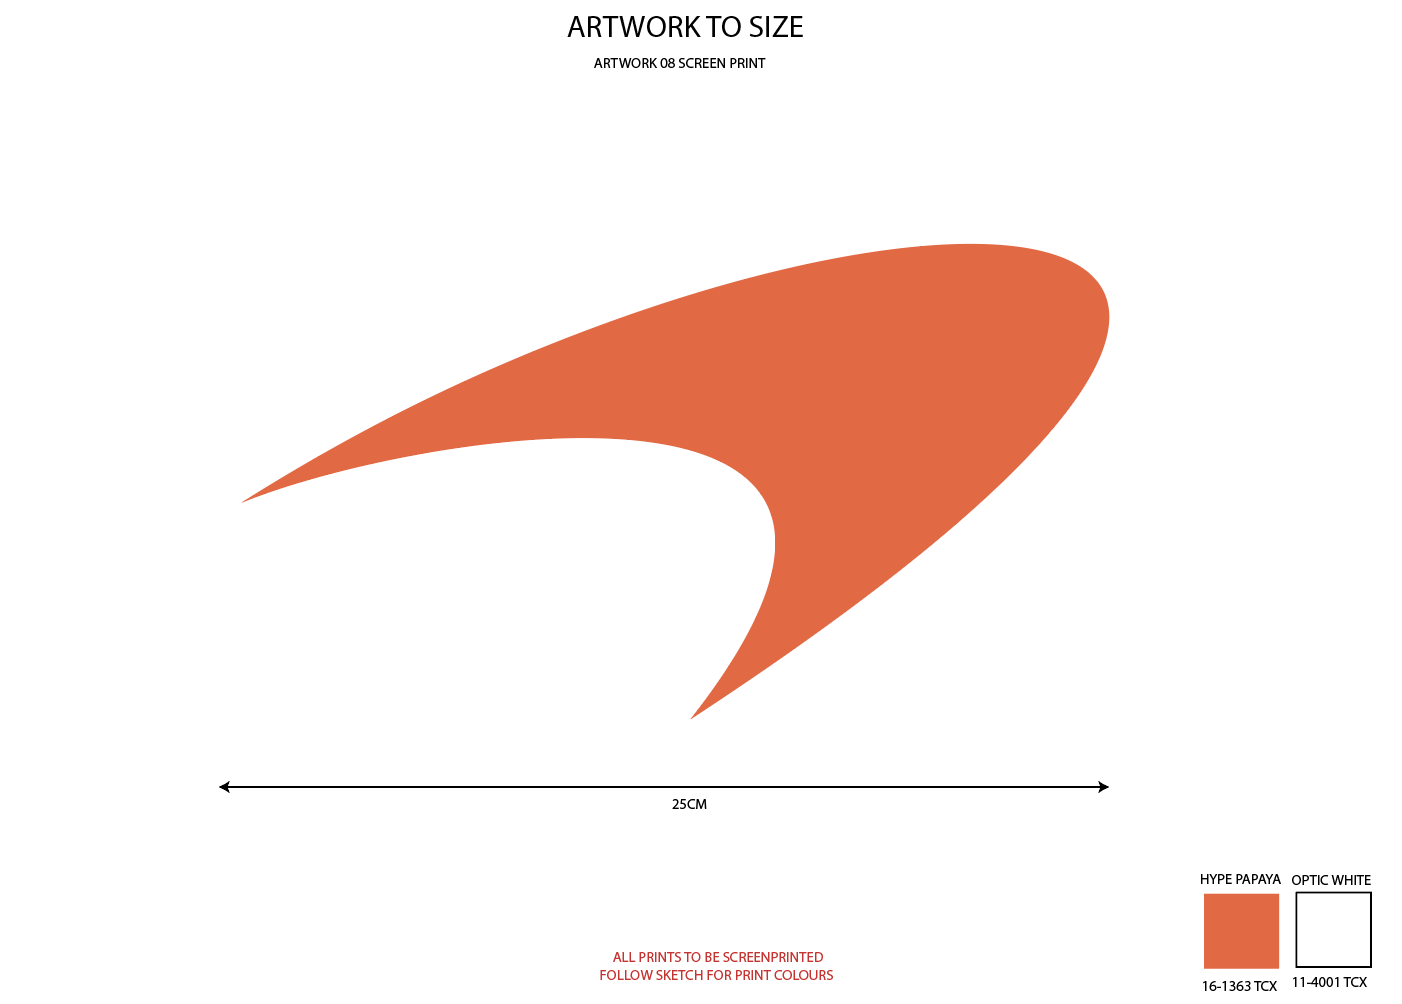 ARTWORK TO SIZE
ARTWORK 08 SCREEN PRINT
25CM
HYPE PAPAYA
OPTIC WHITE
16-1363 TCX
11-4001 TCX
ALL PRINTS TO BE SCREENPRINTED
FOLLOW SKETCH FOR PRINT COLOURS